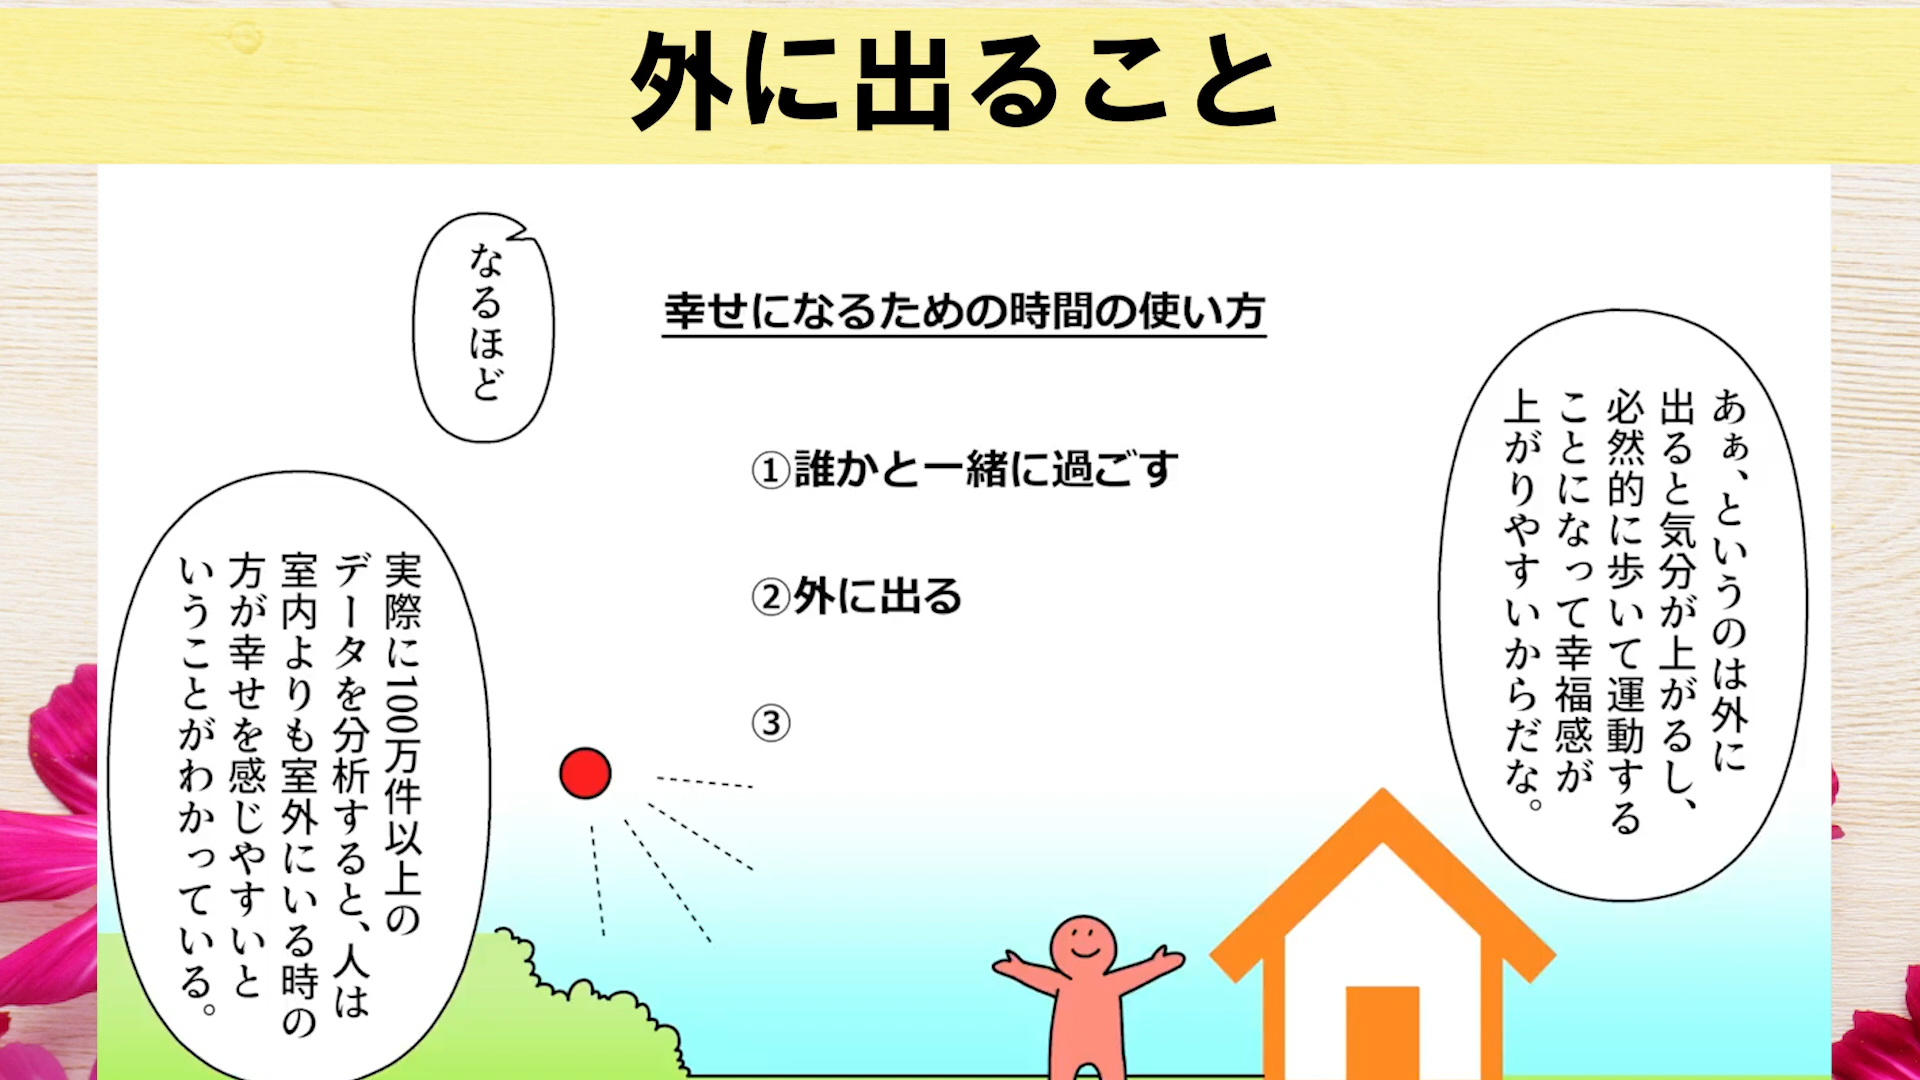 外に出ること
幸せになるための時間の使い方
①誰かと一緒に過ごす
②外に出る
③
あぁ、というのは外に
出ると気分が上がるし、
必然的に歩いて運動する
ことになって幸福感が
上がりやすいからだな。
なるほど
実際に100万件以上の
データを分析すると、人は
室内よりも室外にいる時の
方が幸せを感じやすいと
いうことがわかっている。